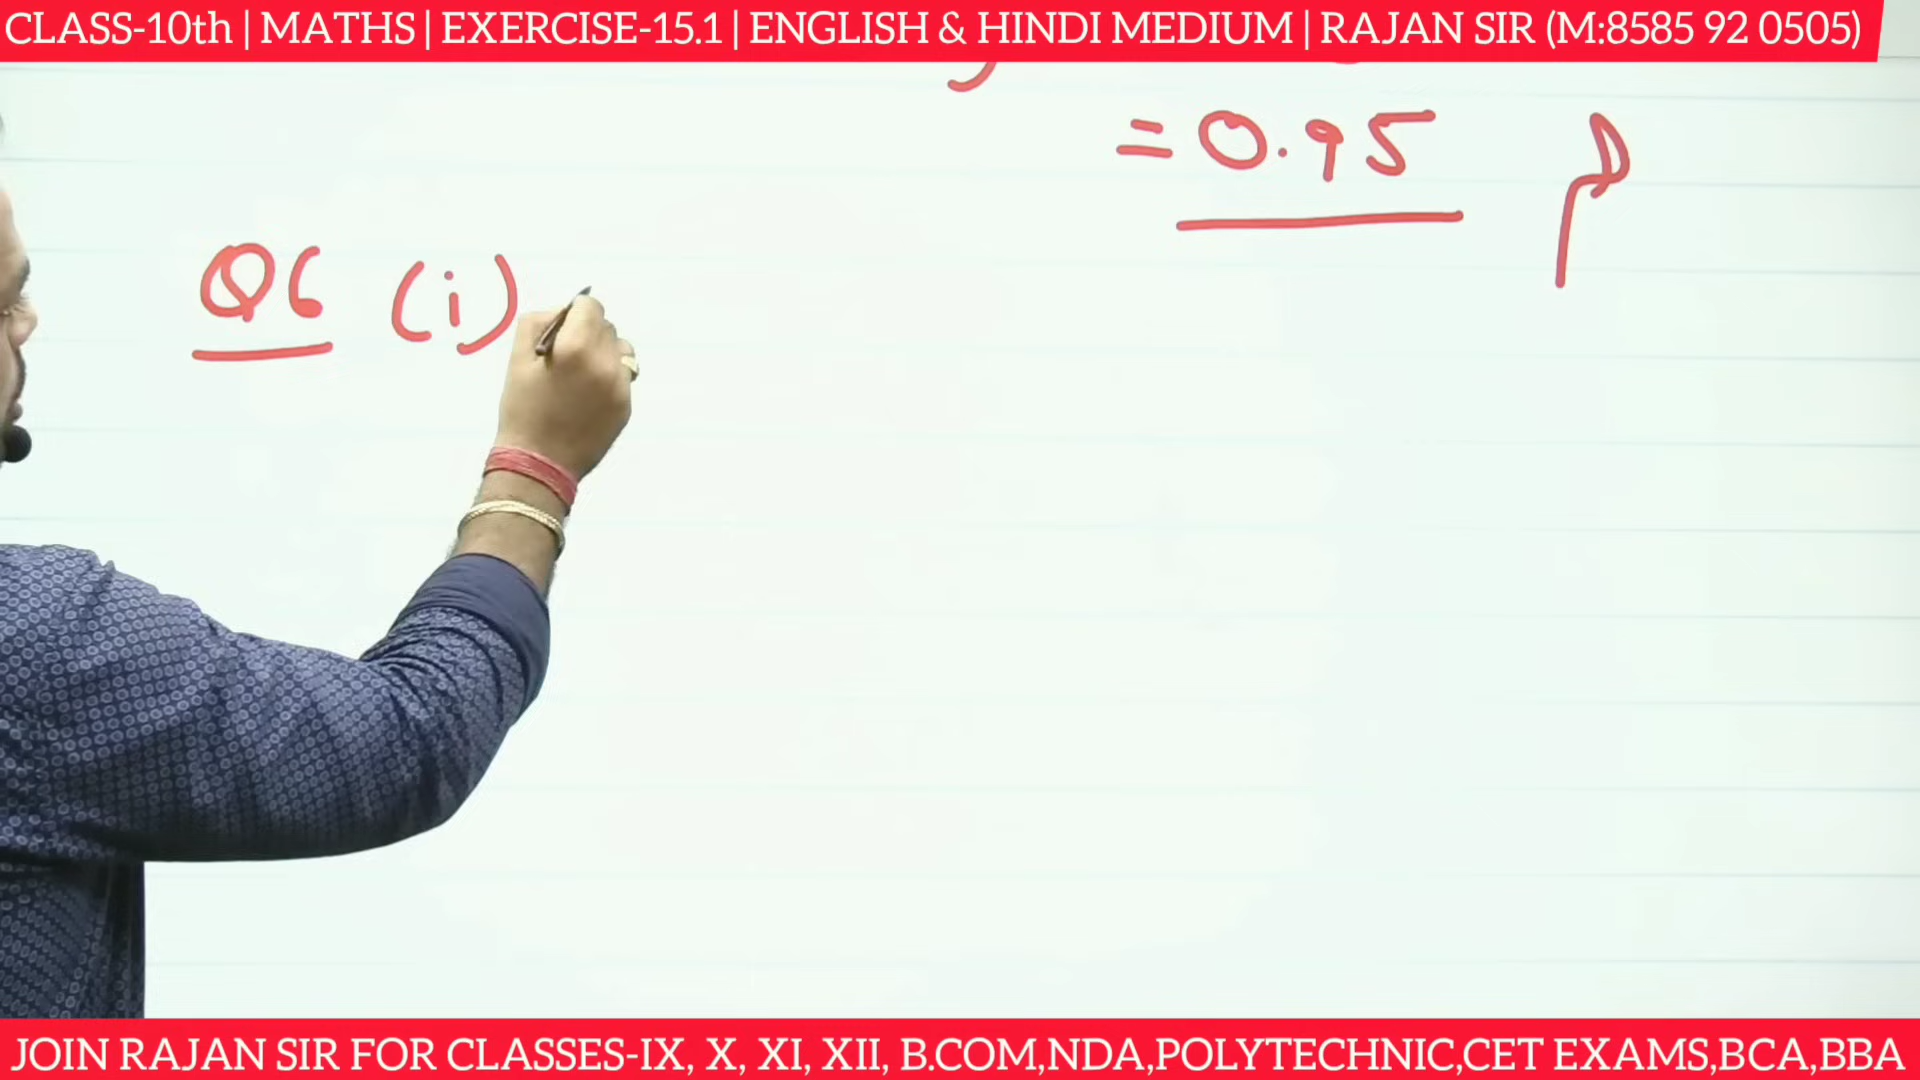 CLASS-10th | MATHS | EXERCISE-15.1 | ENGLISH & HINDI MEDIUM | RAJAN SIR (M:8585 92 0505)
= 0.95
Q6 (i)
JOIN RAJAN SIR FOR CLASSES-IX, X, XI, XII, B.COM,NDA,POLYTECHNIC,CET EXAMS,BCA,BBA